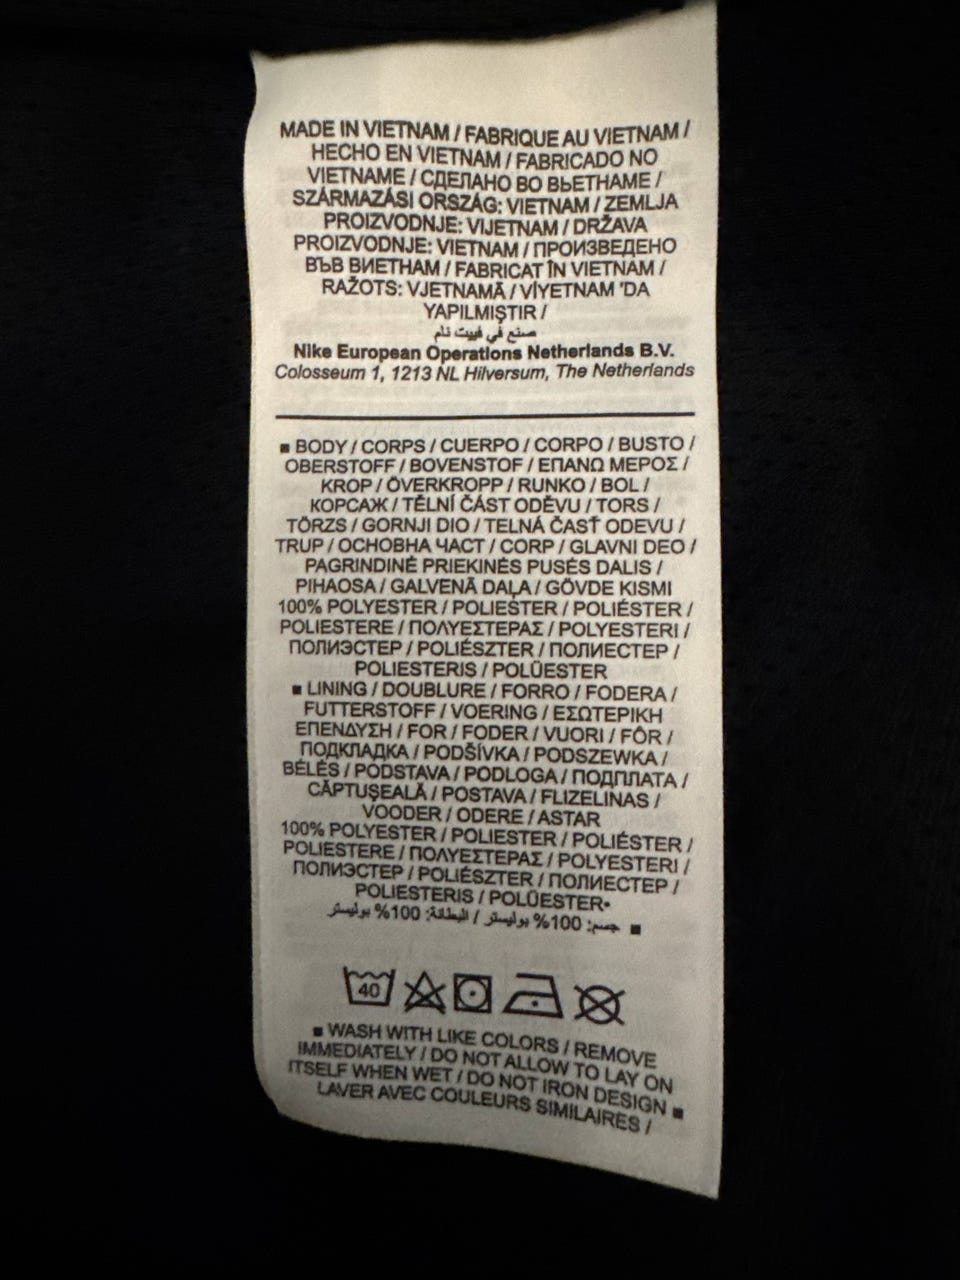 MADE IN VIETNAM / FABRIQUE AU VIETNAM /
HECHO EN VIETNAM / FABRICADO NO
VIETNAME / СДЕЛАНО ВО ВЬЕТНАМЕ /
SZÁRMAZÁSI ORSZÁG: VIETNAM / ZEMLJA
PROIZVODNJE: VIJETNAM / DRŽAVA
PROIZVODNJE: VIETNAM / ПРОИЗВЕДЕНО
ВЪВ ВИЕТНАМ / FABRICAT ÎN VIETNAM /
RAŽOTS: VJETNAMĀ / VİYETNAM 'DA
YAPILMIŞTIR /
صنع في فييت نام
Nike European Operations Netherlands B.V.
Colosseum 1, 1213 NL Hilversum, The Netherlands
■ BODY / CORPS / CUERPO / CORPO / BUSTO /
OBERSTOFF / BOVENSTOF / ΕΠΑΝΩ ΜΕΡΟΣ /
KROP / ÖVERKROPP / RUNKO / BOL /
КОРСАЖ / TĚLNÍ ČÁST ODĚVU / TORS /
TÖRZS / GORNJI DIO / TELNÁ ČASŤ ODEVU /
TRUP / ОСНОВНА ЧАСТ / CORP / GLAVNI DEO /
PAGRINDINĖ PRIEKINĖS PUSĖS DALIS /
PIHAOSA / GALVENĀ DAĻA / GÖVDE KISMI
100% POLYESTER / POLIESTER / POLIÉSTER /
POLIESTERE / ΠΟΛΥΕΣΤΕΡΑΣ / POLYESTERI /
ПОЛИЭСТЕР / POLIÉSZTER / ПОЛИЕСТЕР /
POLIESTERIS / POLÜESTER
■ LINING / DOUBLURE / FORRO / FODERA /
FUTTERSTOFF / VOERING / ΕΣΩΤΕΡΙΚΗ
ΕΠΕΝΔΥΣΗ / FOR / FODER / VUORI / FÔR /
ПОДКЛАДКА / PODŠÍVKA / PODSZEWKA /
BÉLÉS / PODSTAVA / PODLOGA / ПОДПЛАТА /
CĂPTUŞEALĂ / POSTAVA / FLIZELINAS /
VOODER / ODERE / ASTAR
100% POLYESTER / POLIESTER / POLIÉSTER /
POLIESTERE / ΠΟΛΥΕΣΤΕΡΑΣ / POLYESTERI /
ПОЛИЭСТЕР / POLIÉSZTER / ПОЛИЕСТЕР /
POLIESTERIS / POLÜESTER•
■ جسم: 100% بوليستر / البطانة: 100% بوليستر
40
■ WASH WITH LIKE COLORS / REMOVE
IMMEDIATELY / DO NOT ALLOW TO LAY ON
ITSELF WHEN WET / DO NOT IRON DESIGN ■
LAVER AVEC COULEURS SIMILAIRES /